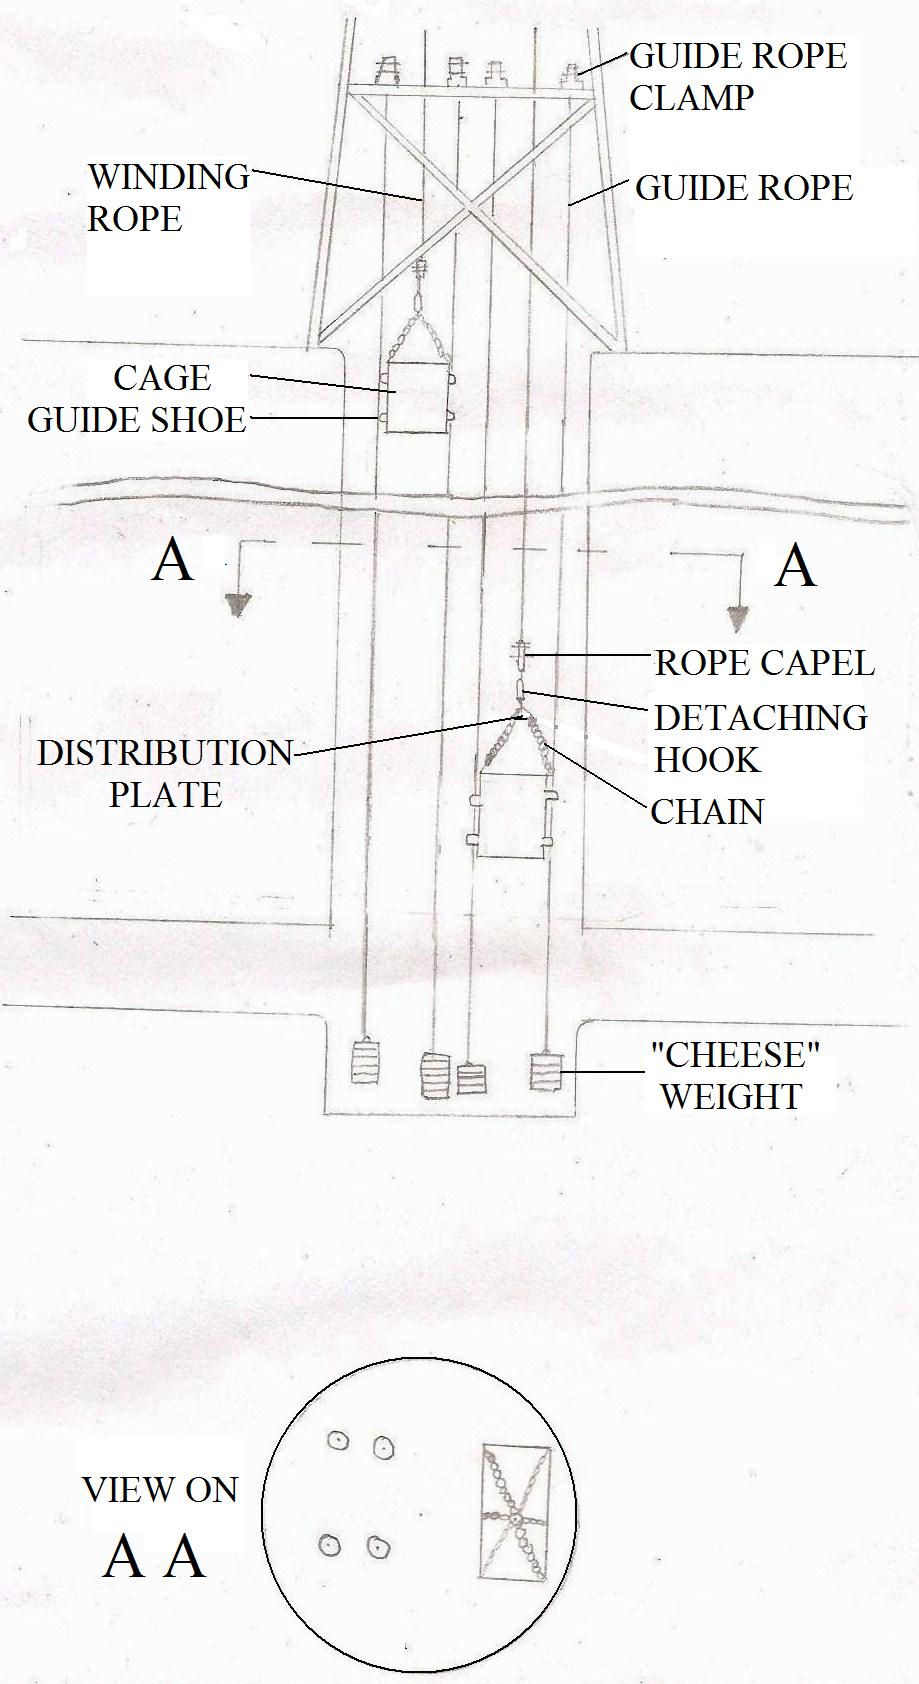 GUIDE ROPE
CLAMP
WINDING
ROPE
GUIDE ROPE
CAGE
GUIDE SHOE
A
A
ROPE CAPEL
DETACHING
HOOK
DISTRIBUTION
PLATE
CHAIN
"CHEESE"
WEIGHT
VIEW ON
A A